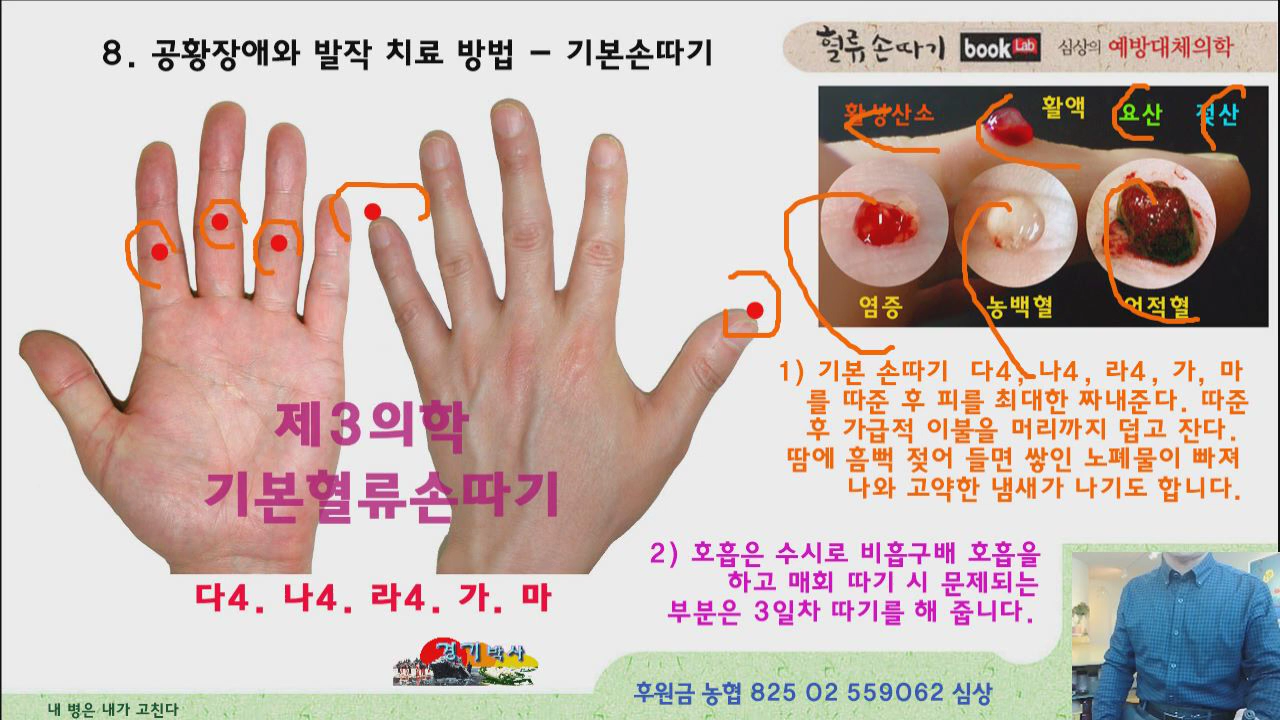 8. 공황장애와 발작 치료 방법 - 기본손따기
혈류손따기 book Lab 심상의 예방대체의학
활성산소 활액 요산 젖산
염증 농백혈 어적혈
1) 기본 손따기 다4, 나4, 라4, 가, 마
를 따준 후 피를 최대한 짜내준다. 따준
후 가급적 이불을 머리까지 덮고 잔다.
땀에 흠뻑 젖어 들면 쌓인 노폐물이 빠져
나와 고약한 냄새가 나기도 합니다.
제3의학
기본혈류손따기
다4. 나4. 라4. 가. 마
2) 호흡은 수시로 비흡구배 호흡을
하고 매회 따기 시 문제되는
부분은 3일차 따기를 해 줍니다.
경기박사
후원금 농협 825 02 559062 심상
내 병은 내가 고친다